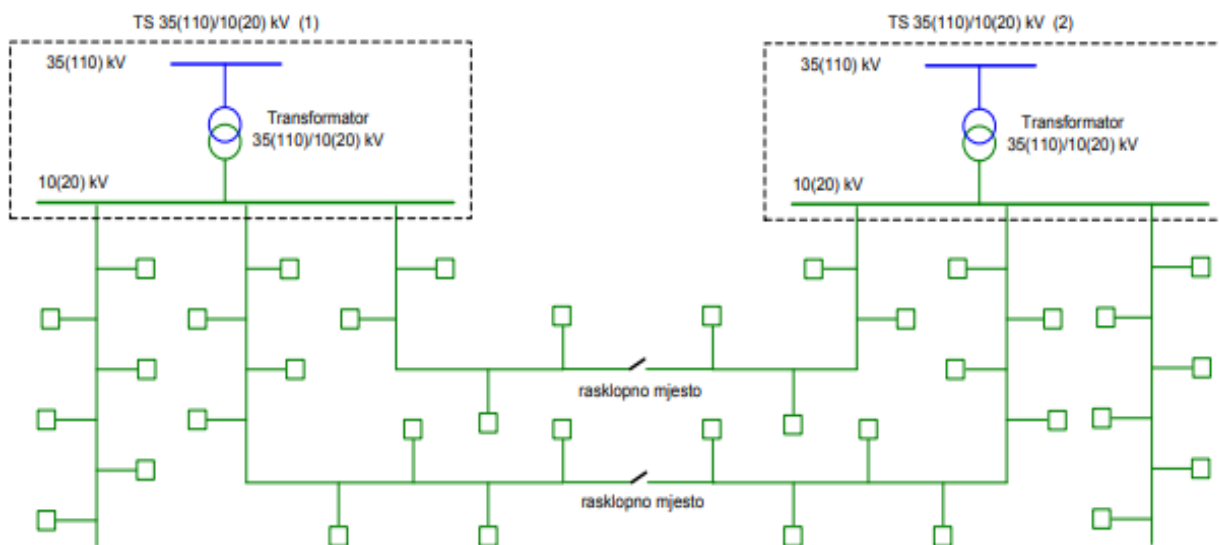 TS 35(110)/10(20) kV (1)
TS 35(110)/10(20) kV (2)
35(110) kV
35(110) kV
Transformator
35(110)/10(20) kV
Transformator
35(110)/10(20) kV
10(20) kV
10(20) kV
rasklopno mjesto
rasklopno mjesto